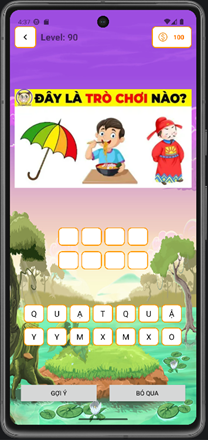 4:37
Level: 90
100
ĐÂY LÀ TRÒ CHƠI NÀO?
Q U Ạ T Q U Ậ
Y Y M X M X O
GỢI Ý BỎ QUA